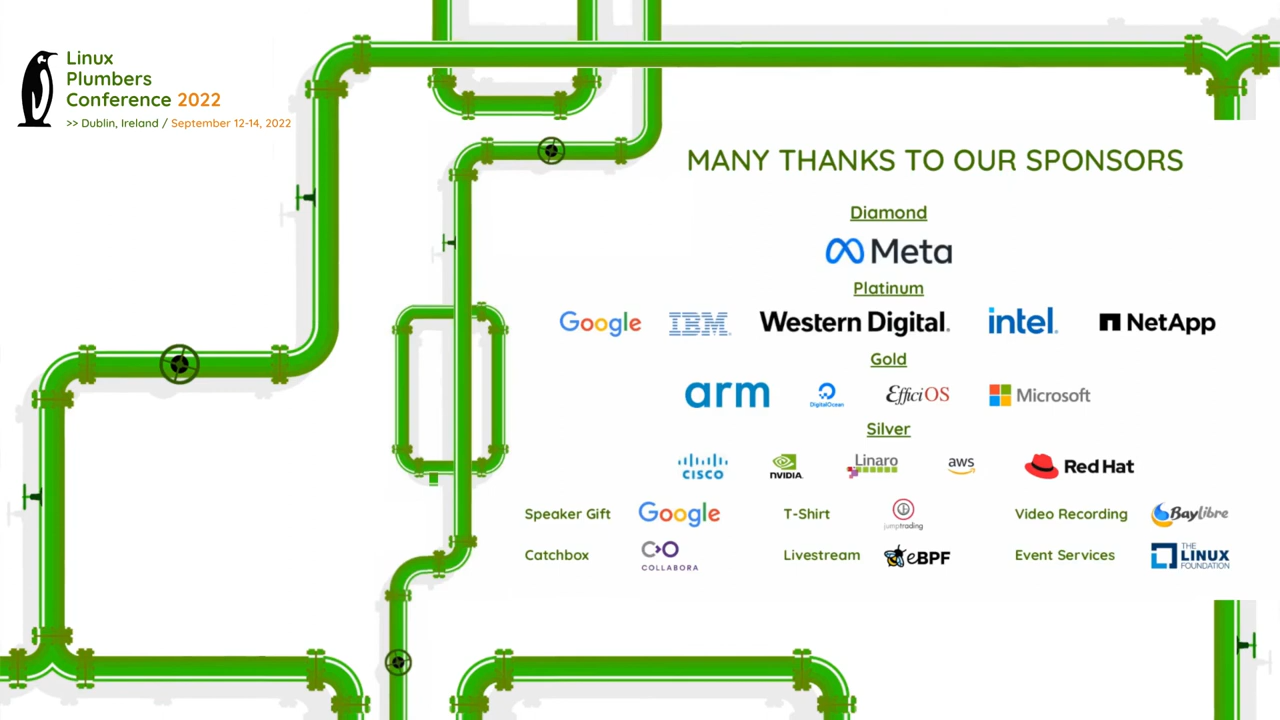 Linux
Plumbers
Conference 2022
>> Dublin, Ireland / September 12-14, 2022
MANY THANKS TO OUR SPONSORS
Diamond
Meta
Platinum
Google IBM Western Digital. intel. NetApp
Gold
arm DigitalOcean EfficiOS Microsoft
Silver
CISCO NVIDIA. Linaro aws Red Hat
Speaker Gift Google T-Shirt jumptrading Video Recording Baylibre
Catchbox COLLABORA Livestream eBPF Event Services THE LINUX FOUNDATION